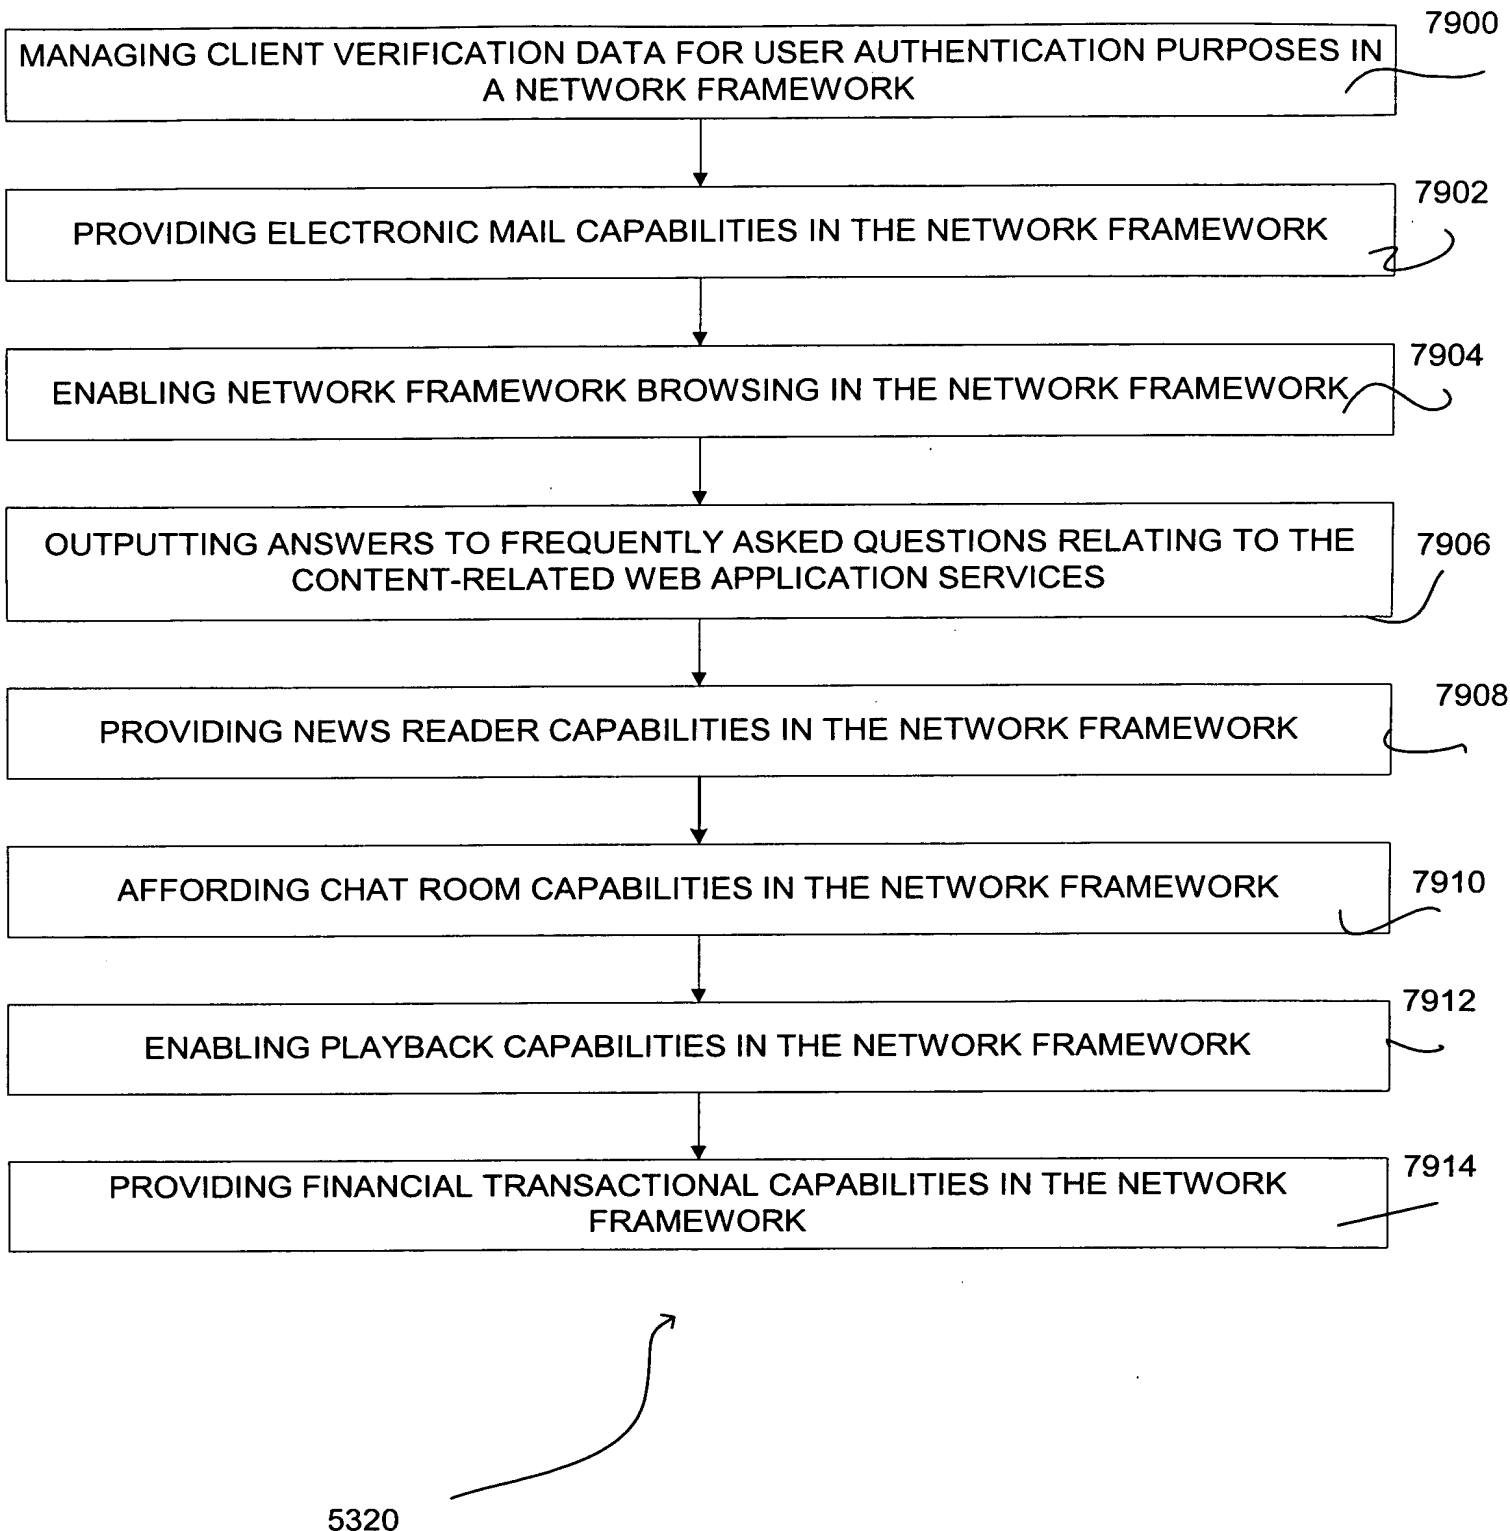 7900
MANAGING CLIENT VERIFICATION DATA FOR USER AUTHENTICATION PURPOSES IN
A NETWORK FRAMEWORK
7902
PROVIDING ELECTRONIC MAIL CAPABILITIES IN THE NETWORK FRAMEWORK
7904
ENABLING NETWORK FRAMEWORK BROWSING IN THE NETWORK FRAMEWORK
7906
OUTPUTTING ANSWERS TO FREQUENTLY ASKED QUESTIONS RELATING TO THE
CONTENT-RELATED WEB APPLICATION SERVICES
7908
PROVIDING NEWS READER CAPABILITIES IN THE NETWORK FRAMEWORK
7910
AFFORDING CHAT ROOM CAPABILITIES IN THE NETWORK FRAMEWORK
7912
ENABLING PLAYBACK CAPABILITIES IN THE NETWORK FRAMEWORK
7914
PROVIDING FINANCIAL TRANSACTIONAL CAPABILITIES IN THE NETWORK
FRAMEWORK
5320